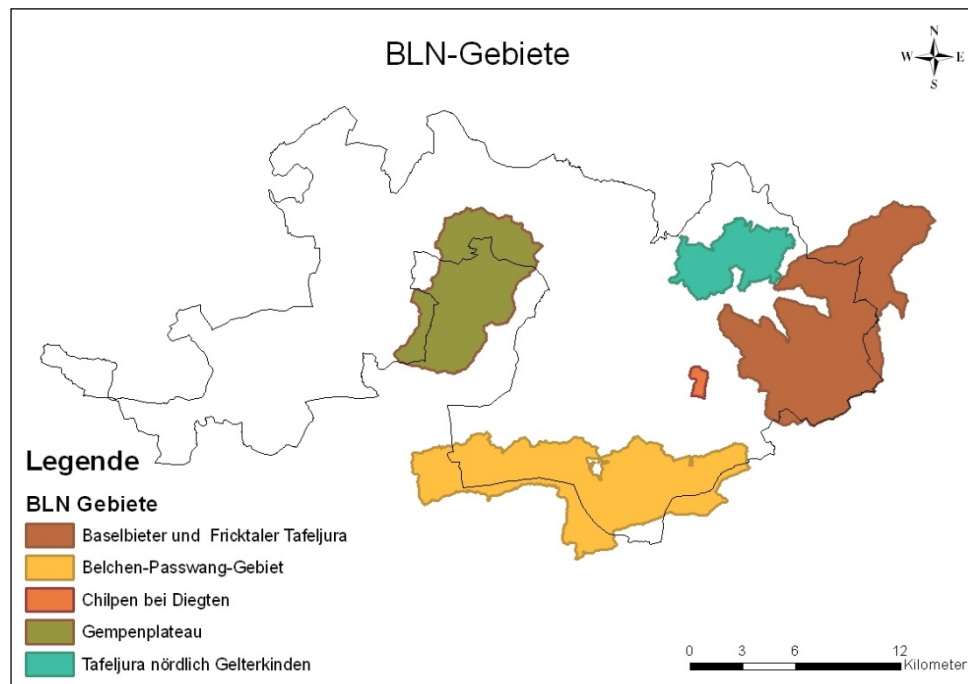 BLN-Gebiete
N
W E
S
Legende
BLN Gebiete
Baselbieter und Fricktaler Tafeljura
Belchen-Passwang-Gebiet
Chilpen bei Diegten
Gempenplateau
Tafeljura nördlich Gelterkinden
0 3 6 9 12
Kilometer